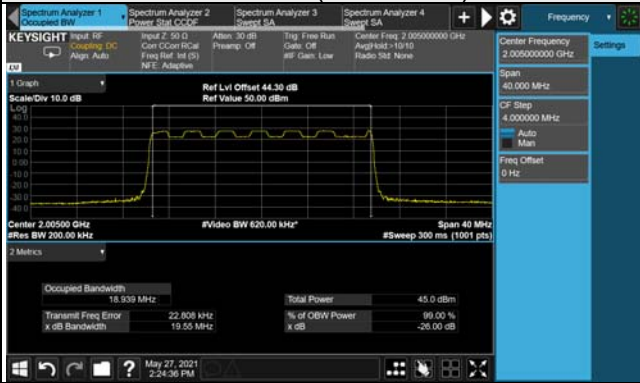 Spectrum Analyzer 1
Occupied BW
Spectrum Analyzer 2
Power Stat CCDF
Spectrum Analyzer 3
Swept SA
Spectrum Analyzer 4
Swept SA
Frequency
KEYSIGHT
Input: RF
Coupling: DC
Align: Auto
Input Z: 50 Ω
Corr CCorr RCal
Freq Ref: Int (S)
NFE: Adaptive
Atten: 30 dB
Preamp: Off
Trig: Free Run
Gate: Off
#IF Gain: Low
Center Freq: 2.005000000 GHz
Avg|Hold:>10/10
Radio Std: None
LXI
1 Graph
Scale/Div 10.0 dB
Ref Lvl Offset 44.30 dB
Ref Value 50.00 dBm
Log
40.0
30.0
20.0
10.0
0.00
-10.0
-20.0
-30.0
-40.0
Center 2.00500 GHz
#Res BW 200.00 kHz
#Video BW 620.00 kHz*
Span 40 MHz
#Sweep 300 ms (1001 pts)
2 Metrics
Occupied Bandwidth
18.939 MHz
Total Power
45.0 dBm
Transmit Freq Error
22.808 kHz
% of OBW Power
99.00 %
x dB Bandwidth
19.55 MHz
x dB
-26.00 dB
Center Frequency
2.005000000 GHz
Settings
Span
40.000 MHz
CF Step
4.000000 MHz
Auto
Man
Freq Offset
0 Hz
?
May 27, 2021
2:24:36 PM